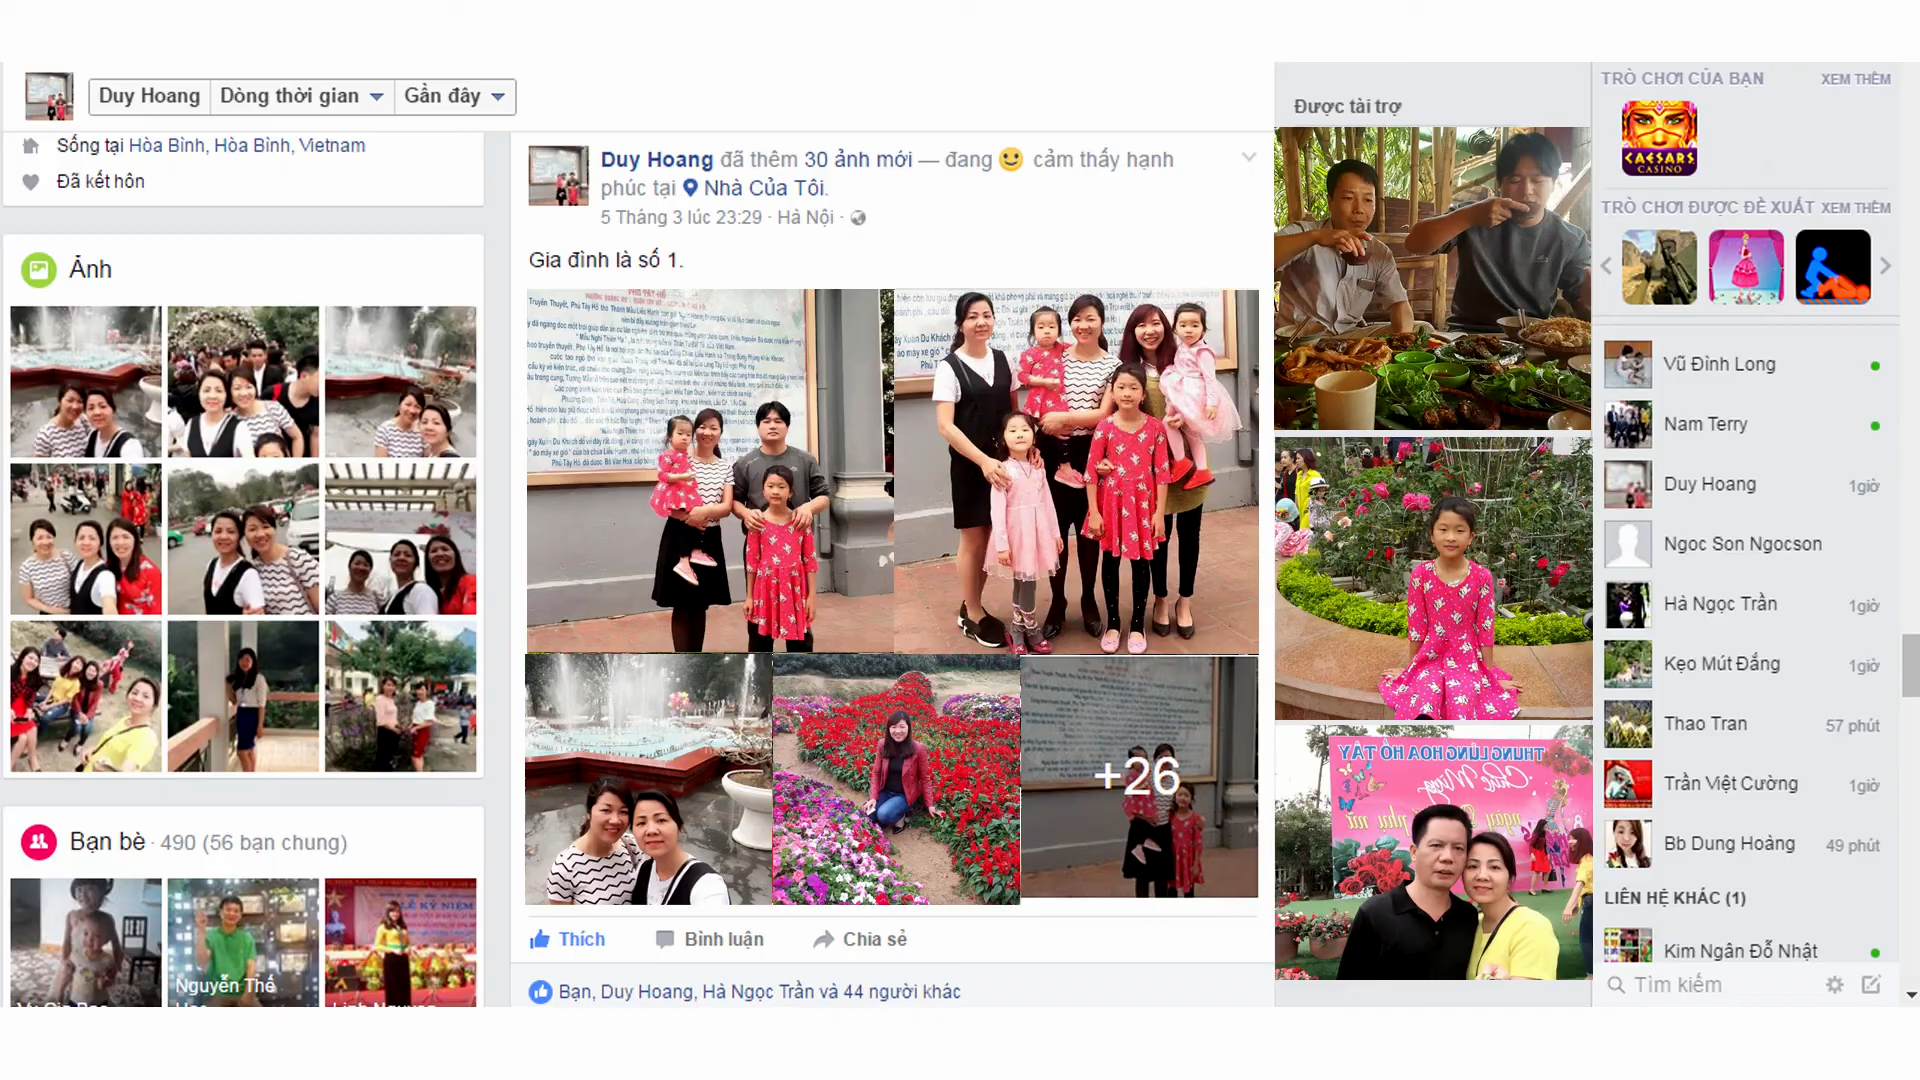 Duy Hoang
Dòng thời gian
Gần đây
Sống tại Hòa Bình, Hòa Bình, Vietnam
Đã kết hôn
Ảnh
Bạn bè · 490 (56 bạn chung)
Nguyễn Thế
Duy Hoang đã thêm 30 ảnh mới — đang cảm thấy hạnh
phúc tại Nhà Của Tôi.
5 Tháng 3 lúc 23:29 · Hà Nội ·
Gia đình là số 1.
+26
Thích
Bình luận
Chia sẻ
Bạn, Duy Hoang, Hà Ngọc Trần và 44 người khác
Được tài trợ
THUNG LŨNG HOA HỒ TÂY
TRÒ CHƠI CỦA BẠN
XEM THÊM
CAESARS
CASINO
TRÒ CHƠI ĐƯỢC ĐỀ XUẤT
XEM THÊM
Vũ Đình Long
Nam Terry
Duy Hoang
1giờ
Ngoc Son Ngocson
Hà Ngọc Trần
1giờ
Kẹo Mút Đắng
1giờ
Thao Tran
57 phút
Trần Việt Cường
1giờ
Bb Dung Hoàng
49 phút
LIÊN HỆ KHÁC (1)
Kim Ngân Đỗ Nhật
Tìm kiếm